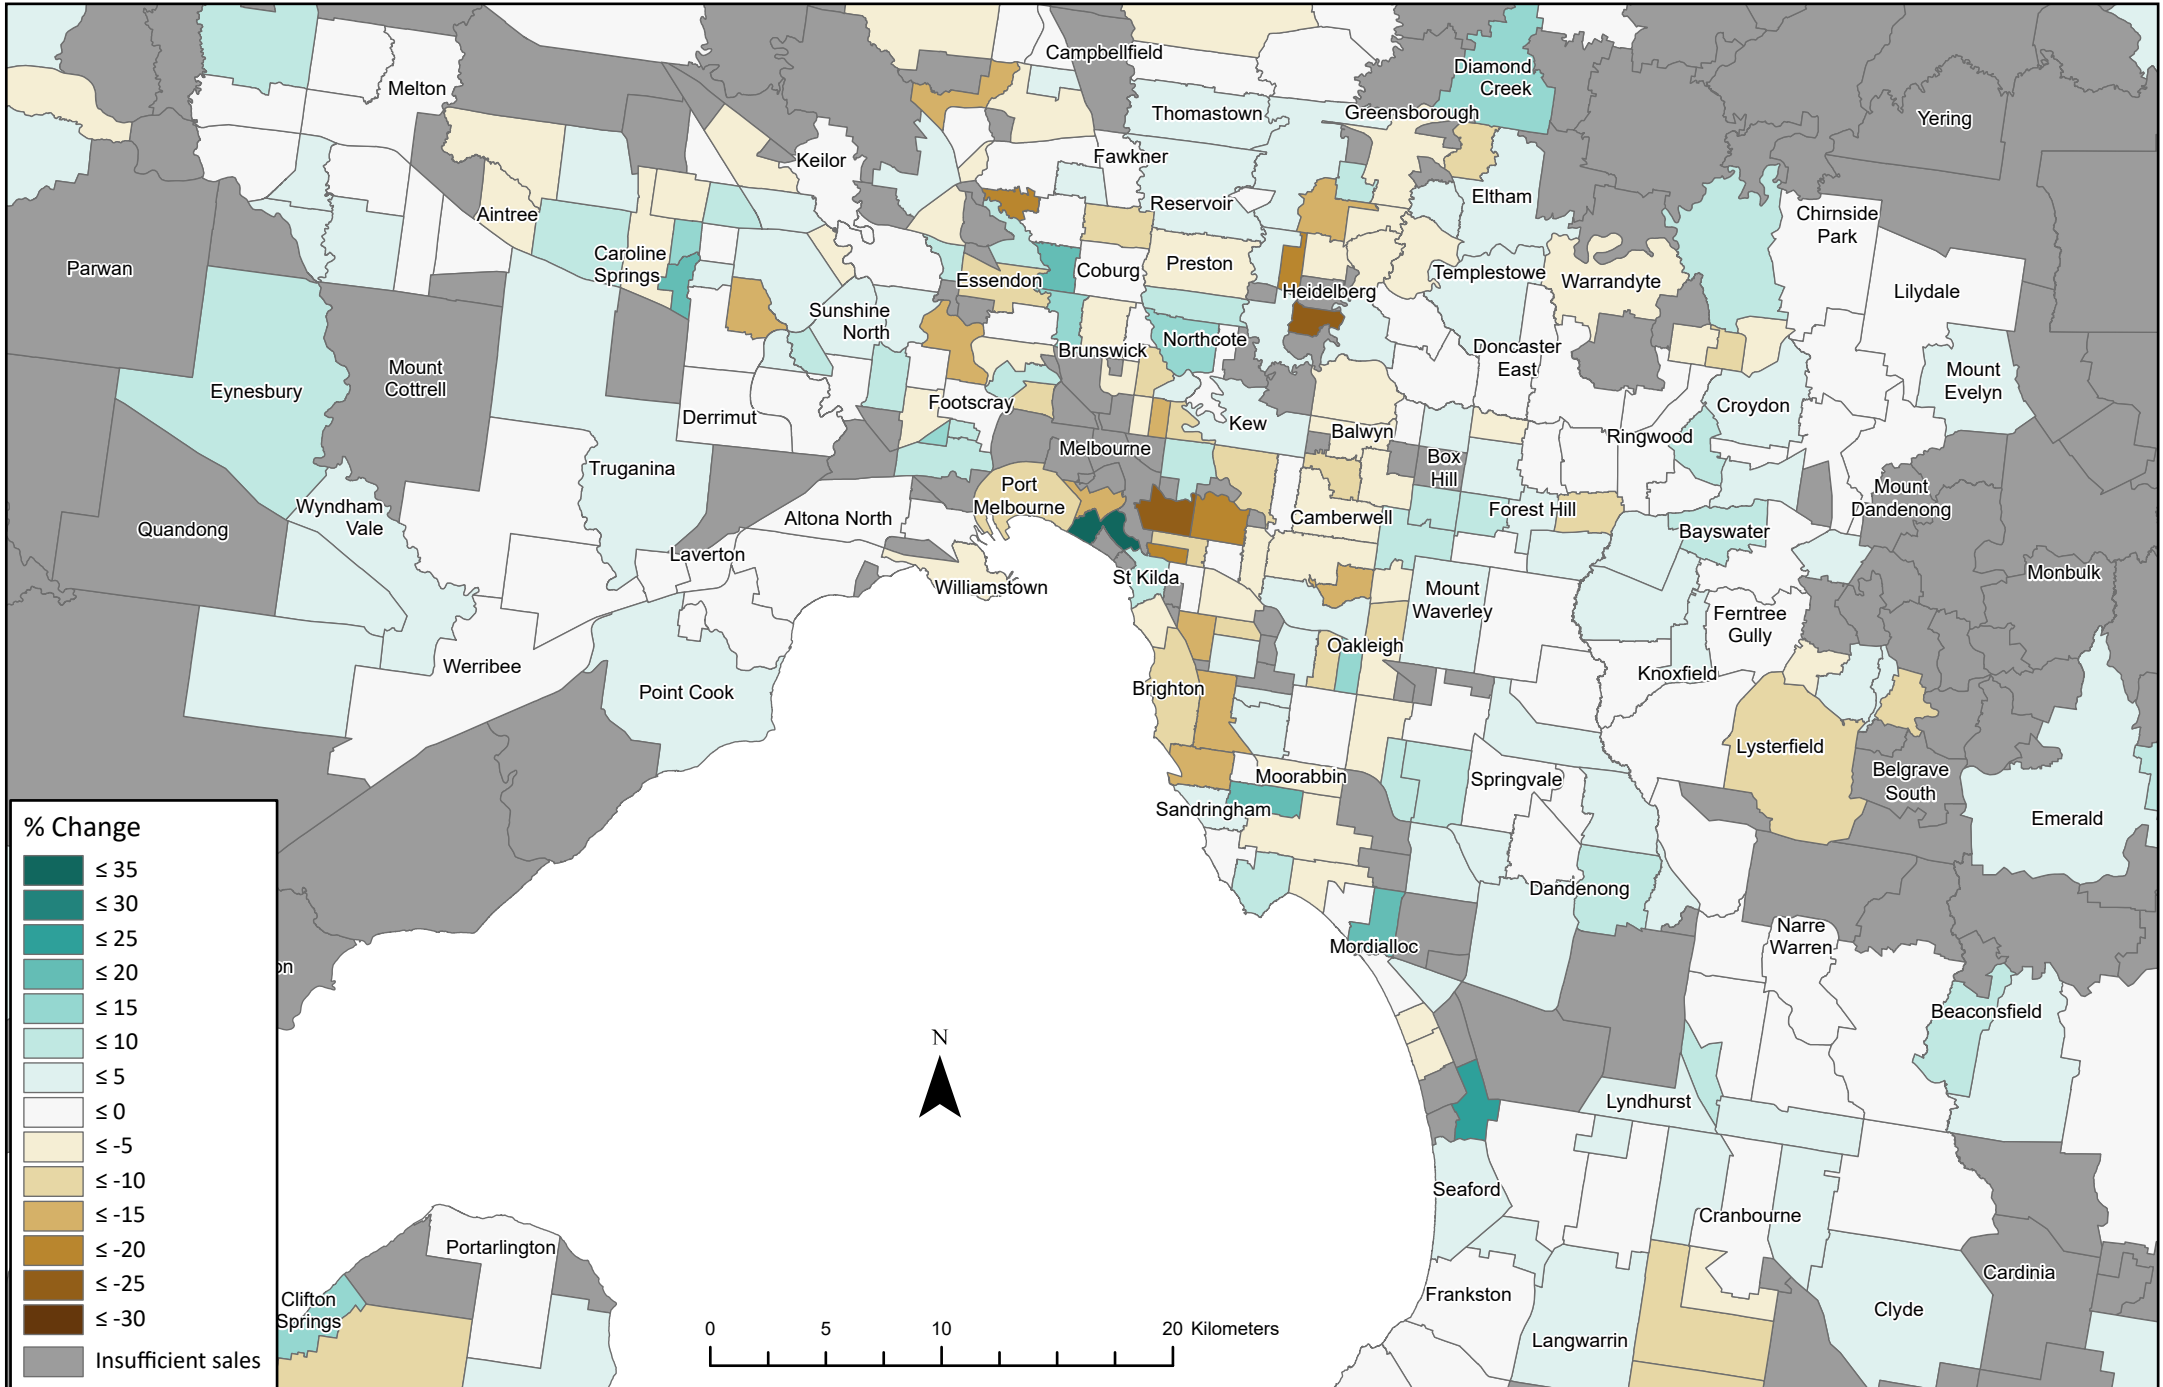 Campbellfield
Diamond
Creek
Melton
Thomastown
Greensborough
Yering
Keilor
Fawkner
Eltham
Reservoir
Aintree
Chirnside
Park
Caroline
Springs
Parwan
Essendon
Coburg
Preston
Templestowe
Warrandyte
Heidelberg
Lilydale
Sunshine
North
Northcote
Brunswick
Doncaster
East
Mount
Cottrell
Mount
Evelyn
Eynesbury
Footscray
Croydon
Derrimut
Kew
Balwyn
Ringwood
Melbourne
Box
Hill
Truganina
Port
Melbourne
Mount
Dandenong
Wyndham
Vale
Altona North
Camberwell
Forest Hill
Quandong
Bayswater
Laverton
St Kilda
Williamstown
Mount
Waverley
Monbulk
Ferntree
Gully
Oakleigh
Werribee
Knoxfield
Point Cook
Brighton
Lysterfield
Moorabbin
Springvale
Belgrave
South
Sandringham
Emerald
Dandenong
Mordialloc
Narre
Warren
on
Beaconsfield
Lyndhurst
Seaford
Cranbourne
Portarlington
Cardinia
Clifton
Springs
Frankston
Clyde
Langwarrin
% Change
≤ 35
≤ 30
≤ 25
≤ 20
≤ 15
≤ 10
≤ 5
≤ 0
≤ -5
≤ -10
≤ -15
≤ -20
≤ -25
≤ -30
Insufficient sales
N
0 5 10 20 Kilometers